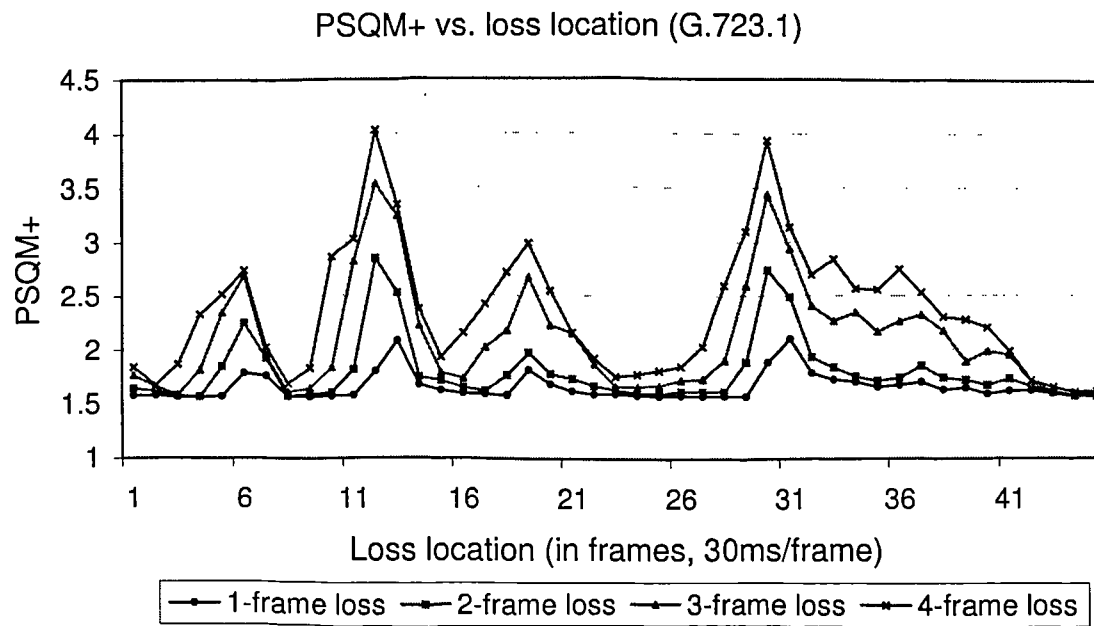 PSQM+ vs. loss location (G.723.1)
4.5
4
3.5
3
2.5
2
1.5
1
PSQM+
1 6 11 16 21 26 31 36 41
Loss location (in frames, 30ms/frame)
1-frame loss 2-frame loss 3-frame loss 4-frame loss